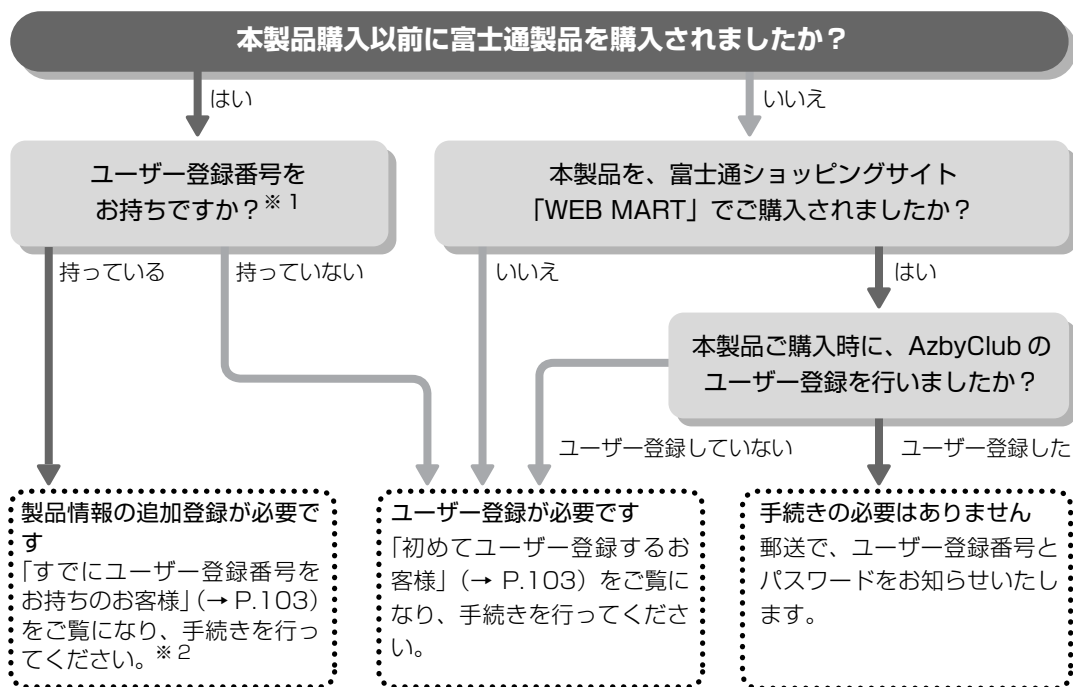 本製品購入以前に富士通製品を購入されましたか？
はい
いいえ
ユーザー登録番号を
お持ちですか？※1
本製品を、富士通ショッピングサイト
「WEB MART」でご購入されましたか？
持っている
持っていない
いいえ
はい
本製品ご購入時に、AzbyClub の
ユーザー登録を行いましたか？
ユーザー登録していない
ユーザー登録した
製品情報の追加登録が必要で
す
「すでにユーザー登録番号を
お持ちのお客様」（→ P.103）
をご覧になり、手続きを行っ
てください。※2
ユーザー登録が必要です
「初めてユーザー登録するお
客様」（→ P.103）をご覧に
なり、手続きを行ってくださ
い。
手続きの必要はありません
郵送で、ユーザー登録番号と
パスワードをお知らせいたし
ます。